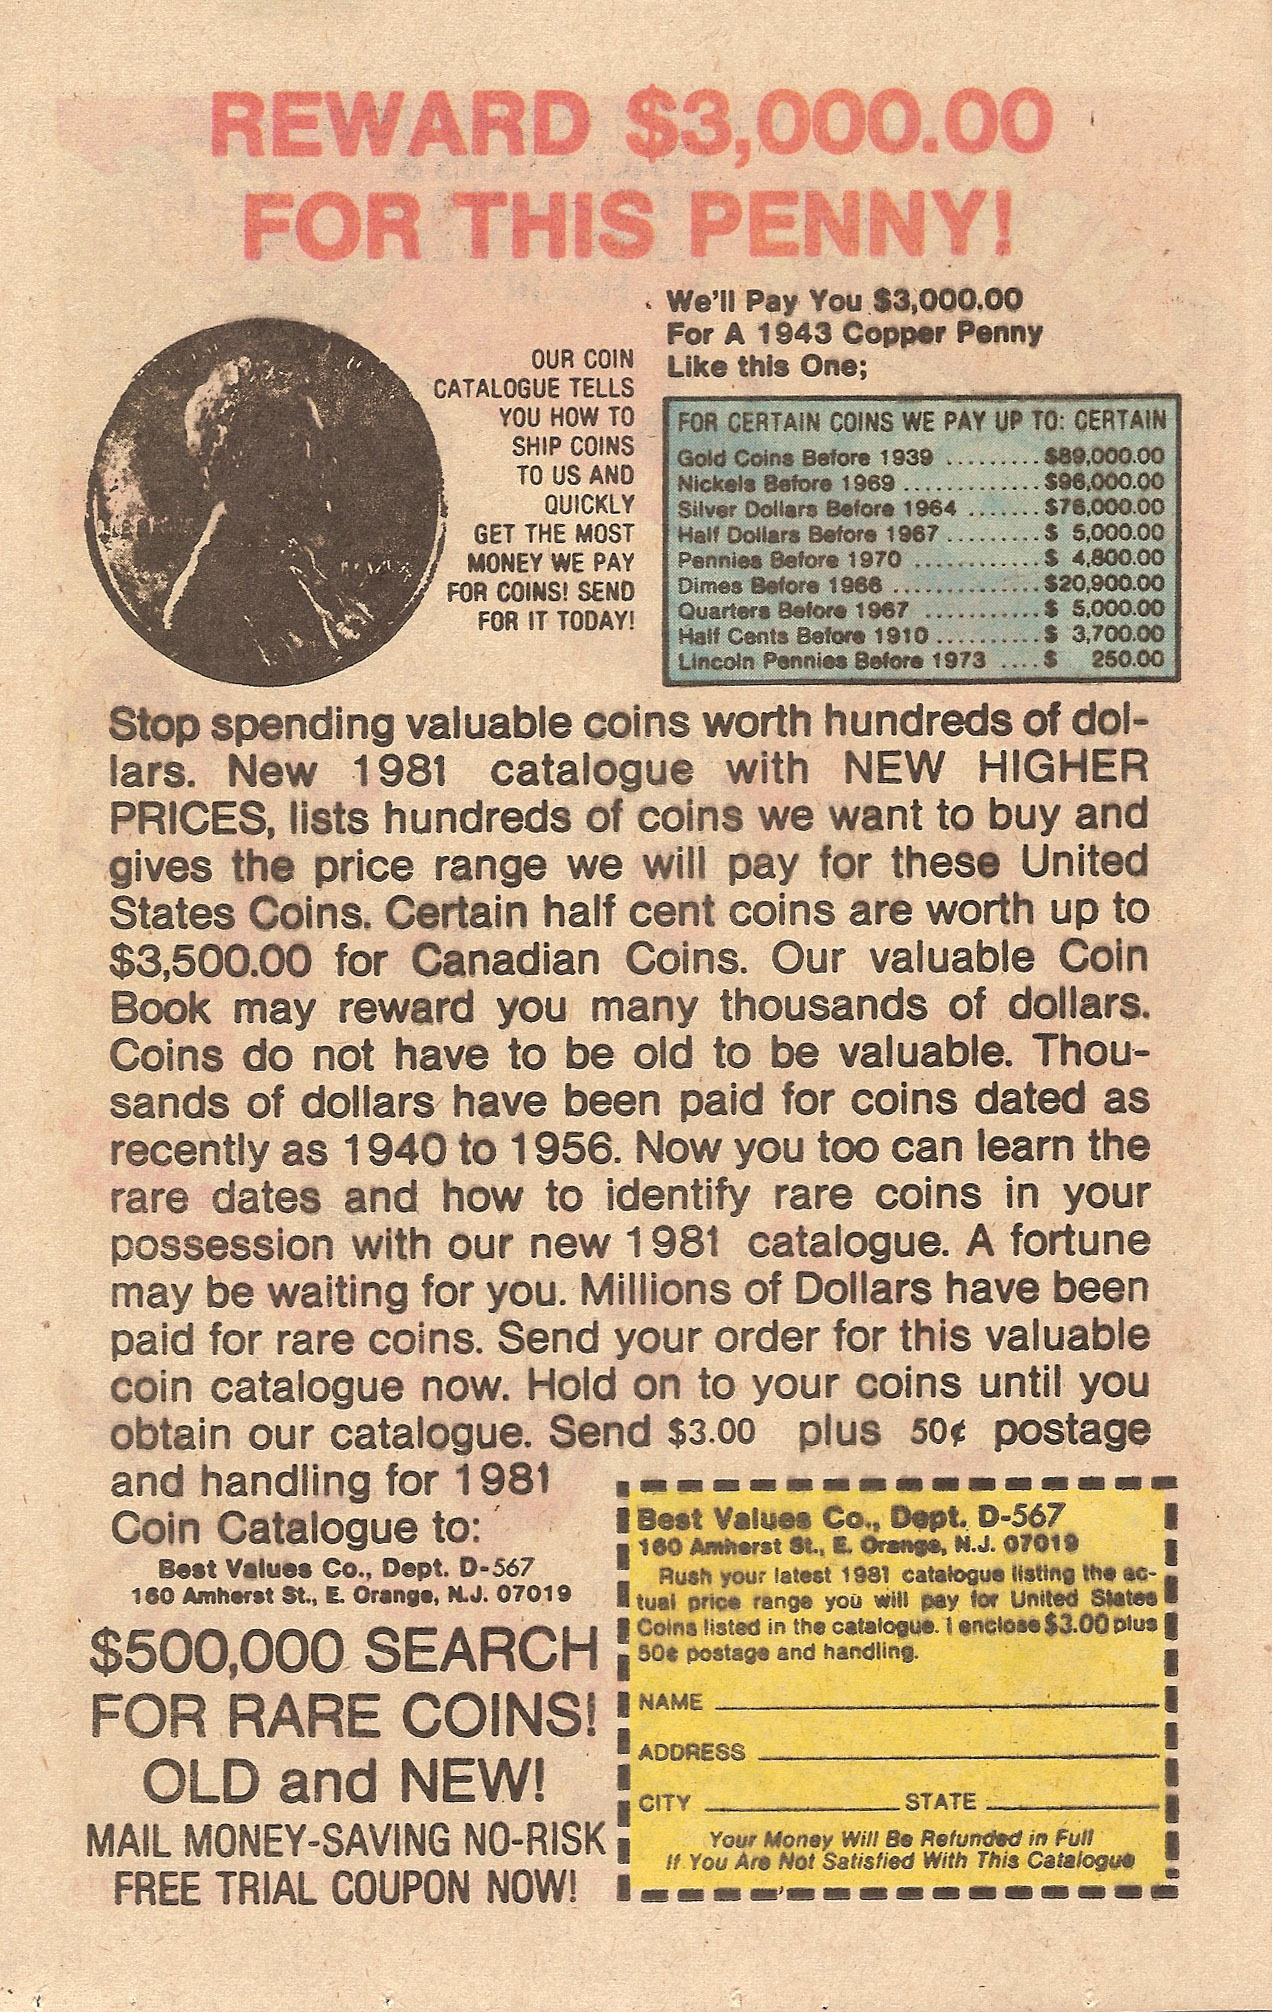 REWARD $3,000.00
FOR THIS PENNY!
We'll Pay You $3,000.00
For A 1943 Copper Penny
Like this One;
OUR COIN
CATALOGUE TELLS
YOU HOW TO
SHIP COINS
TO US AND
QUICKLY
GET THE MOST
MONEY WE PAY
FOR COINS! SEND
FOR IT TODAY!
FOR CERTAIN COINS WE PAY UP TO: CERTAIN
Gold Coins Before 1939 .........$89,000.00
Nickels Before 1969 .............$96,000.00
Silver Dollars Before 1964 .......$76,000.00
Half Dollars Before 1967 .........$ 5,000.00
Pennies Before 1970 ............$ 4,800.00
Dimes Before 1966 ..............$20,900.00
Quarters Before 1967 ..........$ 5,000.00
Half Cents Before 1910 ..........$ 3,700.00
Lincoln Pennies Before 1973 ....$ 250.00
Stop spending valuable coins worth hundreds of dol-
lars. New 1981 catalogue with NEW HIGHER
PRICES, lists hundreds of coins we want to buy and
gives the price range we will pay for these United
States Coins. Certain half cent coins are worth up to
$3,500.00 for Canadian Coins. Our valuable Coin
Book may reward you many thousands of dollars.
Coins do not have to be old to be valuable. Thou-
sands of dollars have been paid for coins dated as
recently as 1940 to 1956. Now you too can learn the
rare dates and how to identify rare coins in your
possession with our new 1981 catalogue. A fortune
may be waiting for you. Millions of Dollars have been
paid for rare coins. Send your order for this valuable
coin catalogue now. Hold on to your coins until you
obtain our catalogue. Send $3.00 plus 50¢ postage
and handling for 1981
Coin Catalogue to:
Best Values Co., Dept. D-567
160 Amherst St., E. Orange, N.J. 07019
$500,000 SEARCH
FOR RARE COINS!
OLD and NEW!
MAIL MONEY-SAVING NO-RISK
FREE TRIAL COUPON NOW!
Best Values Co., Dept. D-567
160 Amherst St., E. Orange, N.J. 07019
Rush your latest 1981 catalogue listing the ac-
tual price range you will pay for United States
Coins listed in the catalogue. I enclose $3.00 plus
50¢ postage and handling.
NAME
ADDRESS
CITY STATE
Your Money Will Be Refunded in Full
If You Are Not Satisfied With This Catalogue